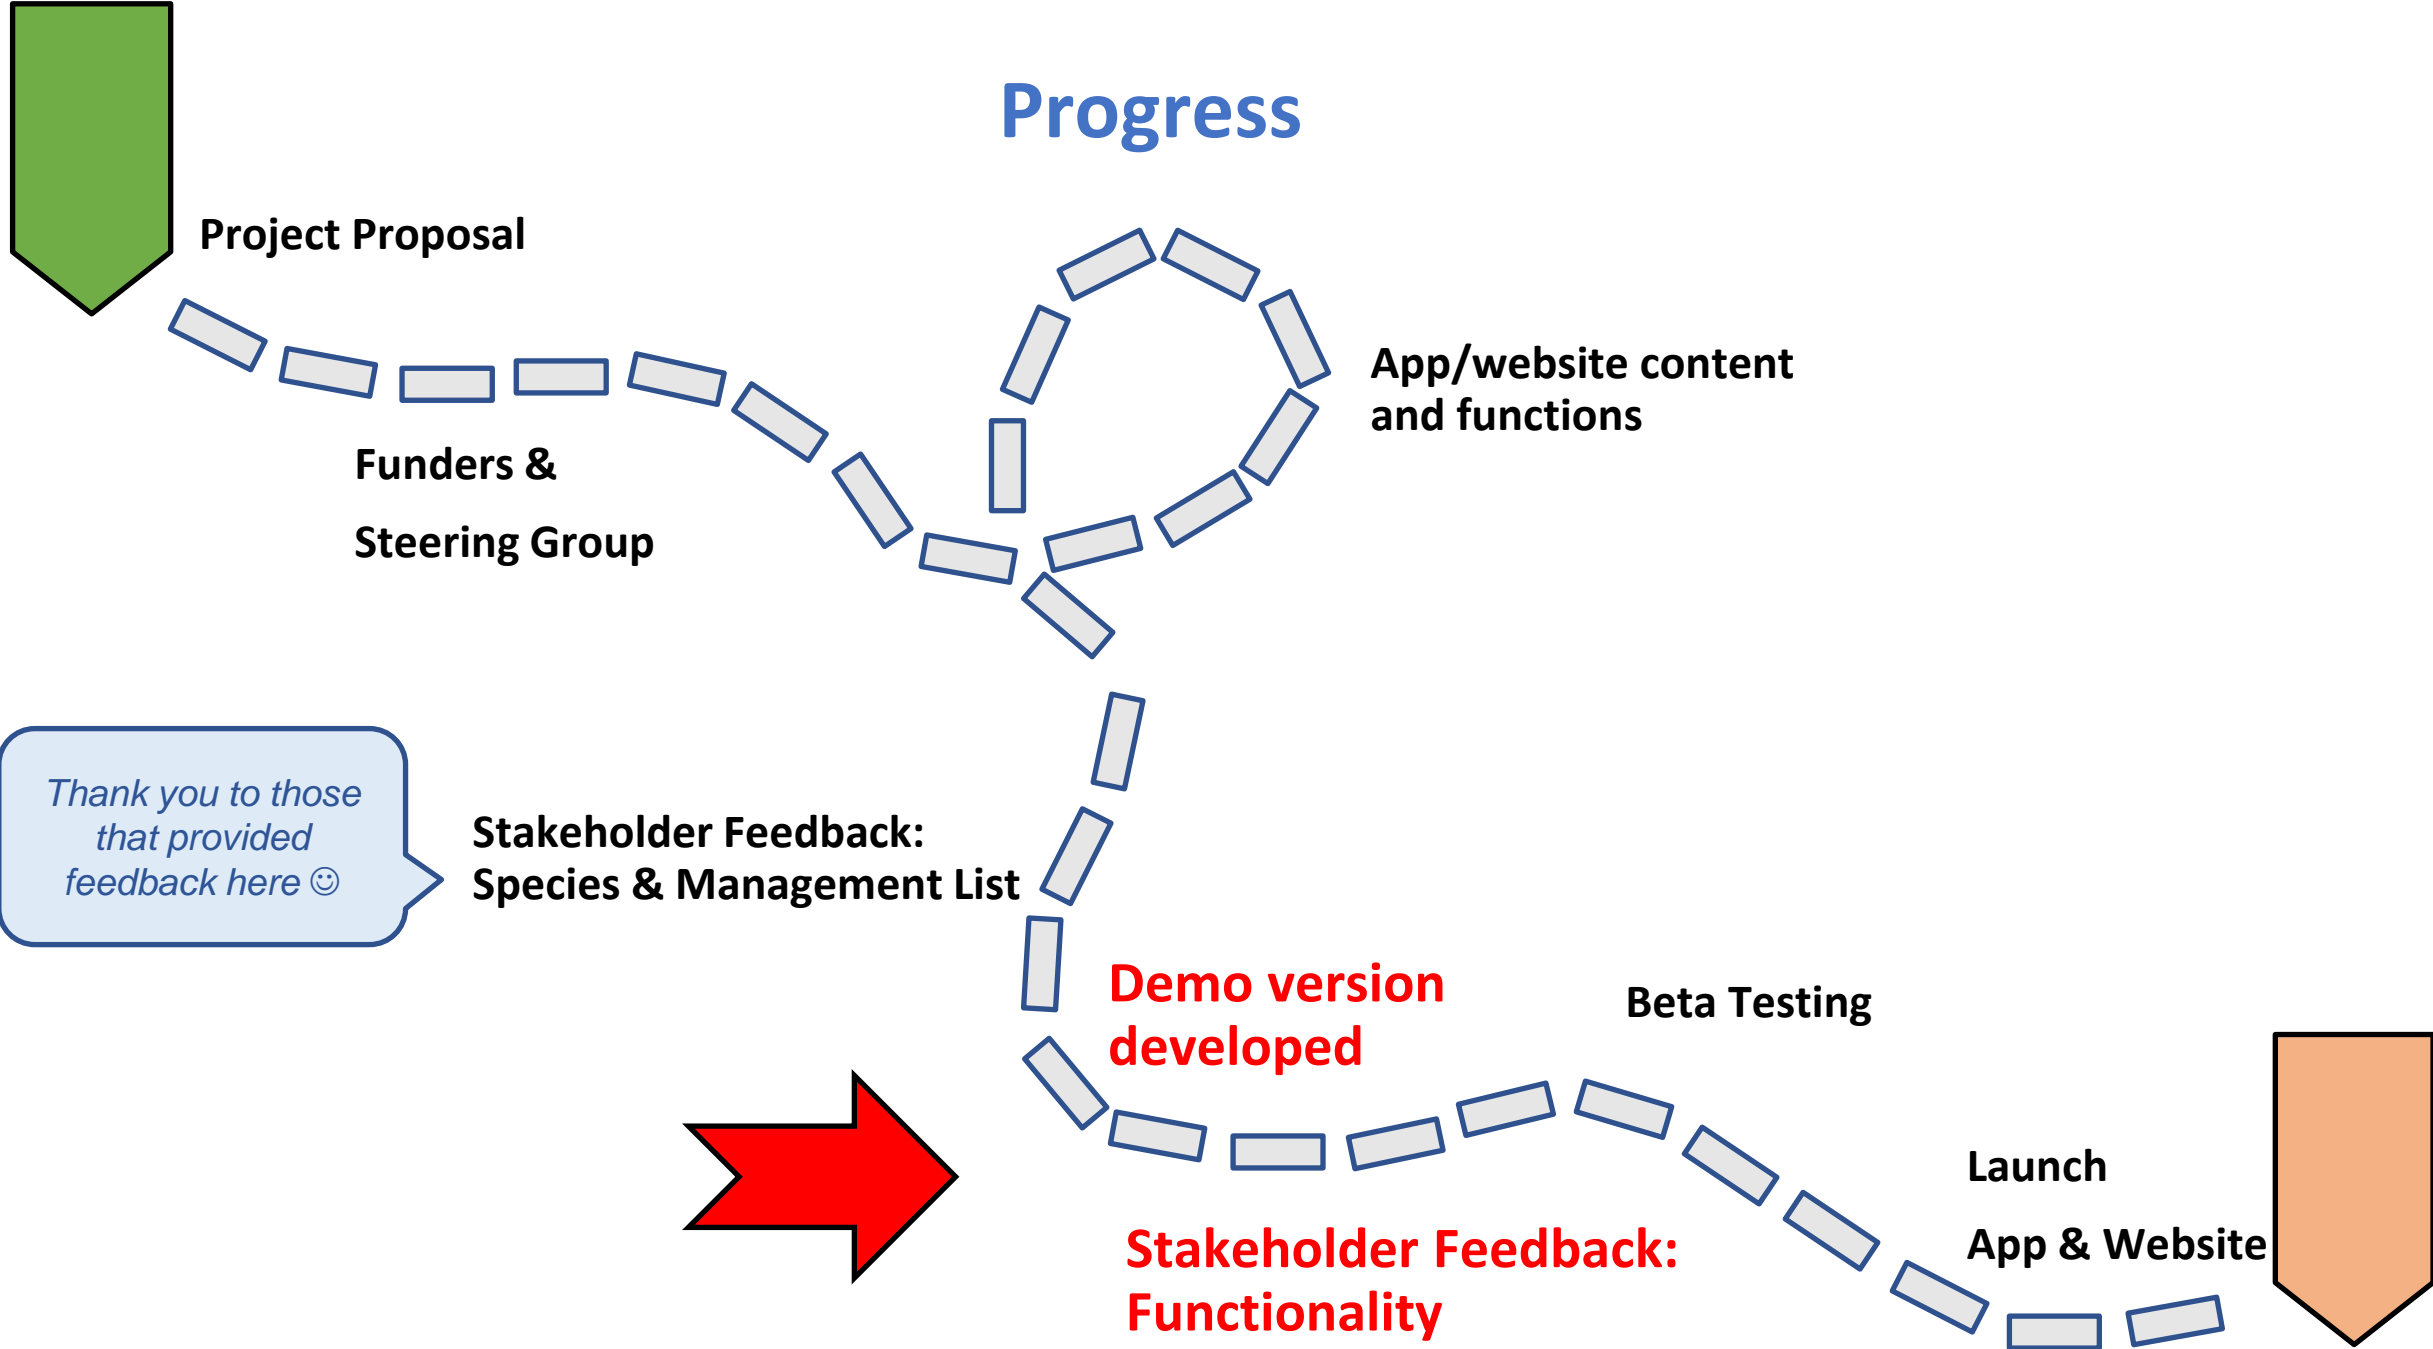 Progress
Project Proposal
Funders &
Steering Group
App/website content
and functions
Thank you to those
that provided
feedback here ☺
Stakeholder Feedback:
Species & Management List
Demo version
developed
Stakeholder Feedback:
Functionality
Beta Testing
Launch
App & Website